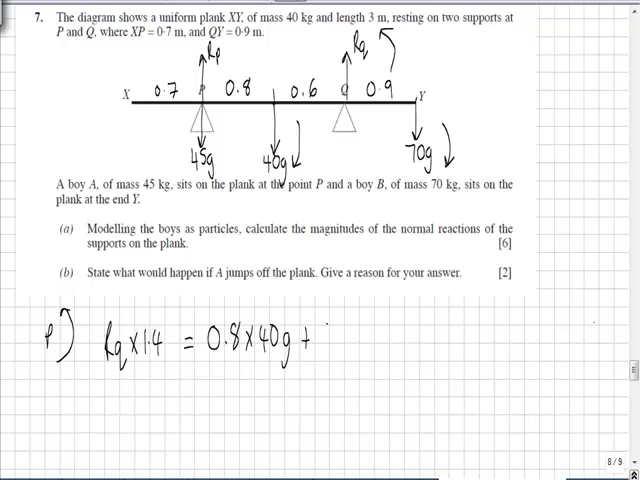 7. The diagram shows a uniform plank XY, of mass 40 kg and length 3 m, resting on two supports at
P and Q, where XP = 0·7 m, and QY = 0·9 m.
Rp Rq
X 0.7 P 0.8 0.6 Q 0.9 Y
45g 40g 70g
A boy A, of mass 45 kg, sits on the plank at the point P and a boy B, of mass 70 kg, sits on the
plank at the end Y.
(a) Modelling the boys as particles, calculate the magnitudes of the normal reactions of the
supports on the plank. [6]
(b) State what would happen if A jumps off the plank. Give a reason for your answer. [2]
P) Rq × 1.4 = 0.8 × 40g +
8 / 9